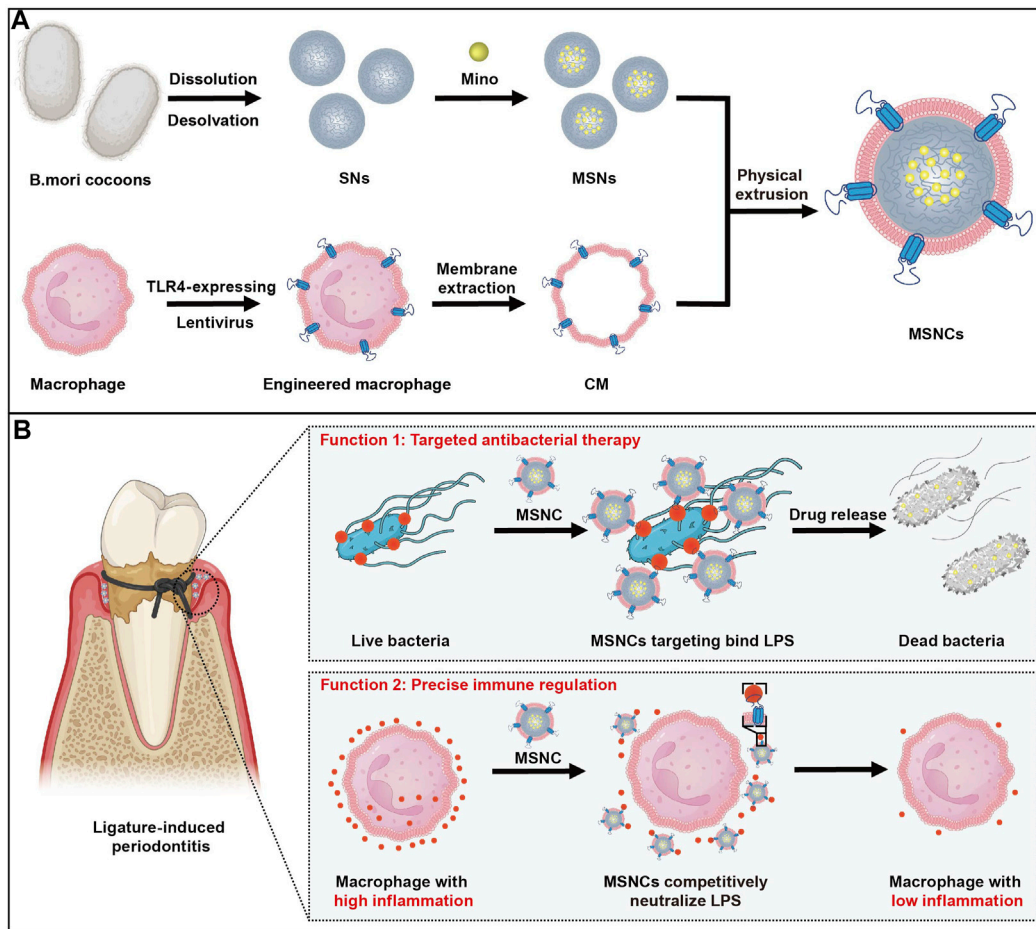 A
Dissolution
Desolvation
Mino
B.mori cocoons
SNs
MSNs
Physical
extrusion
TLR4-expressing
Lentivirus
Membrane
extraction
MSNCs
Macrophage
Engineered macrophage
CM
B
Function 1: Targeted antibacterial therapy
MSNC
Drug release
Live bacteria
MSNCs targeting bind LPS
Dead bacteria
Function 2: Precise immune regulation
MSNC
Ligature-induced
periodontitis
Macrophage with
high inflammation
MSNCs competitively
neutralize LPS
Macrophage with
low inflammation